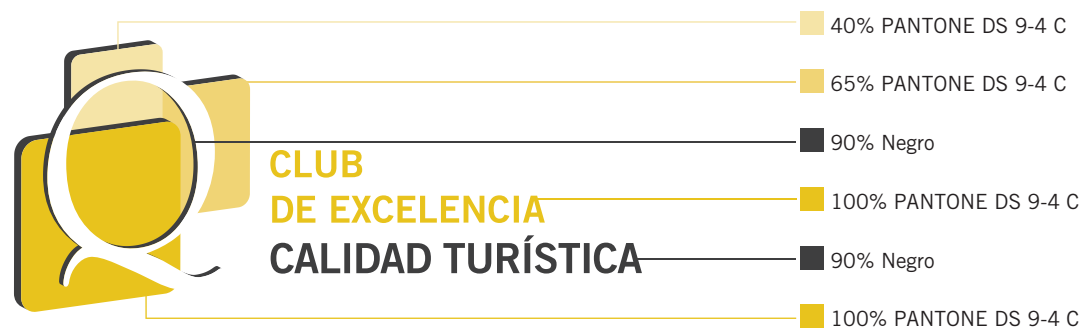 CLUB
DE EXCELENCIA
CALIDAD TURÍSTICA
40% PANTONE DS 9-4 C
65% PANTONE DS 9-4 C
90% Negro
100% PANTONE DS 9-4 C
90% Negro
100% PANTONE DS 9-4 C